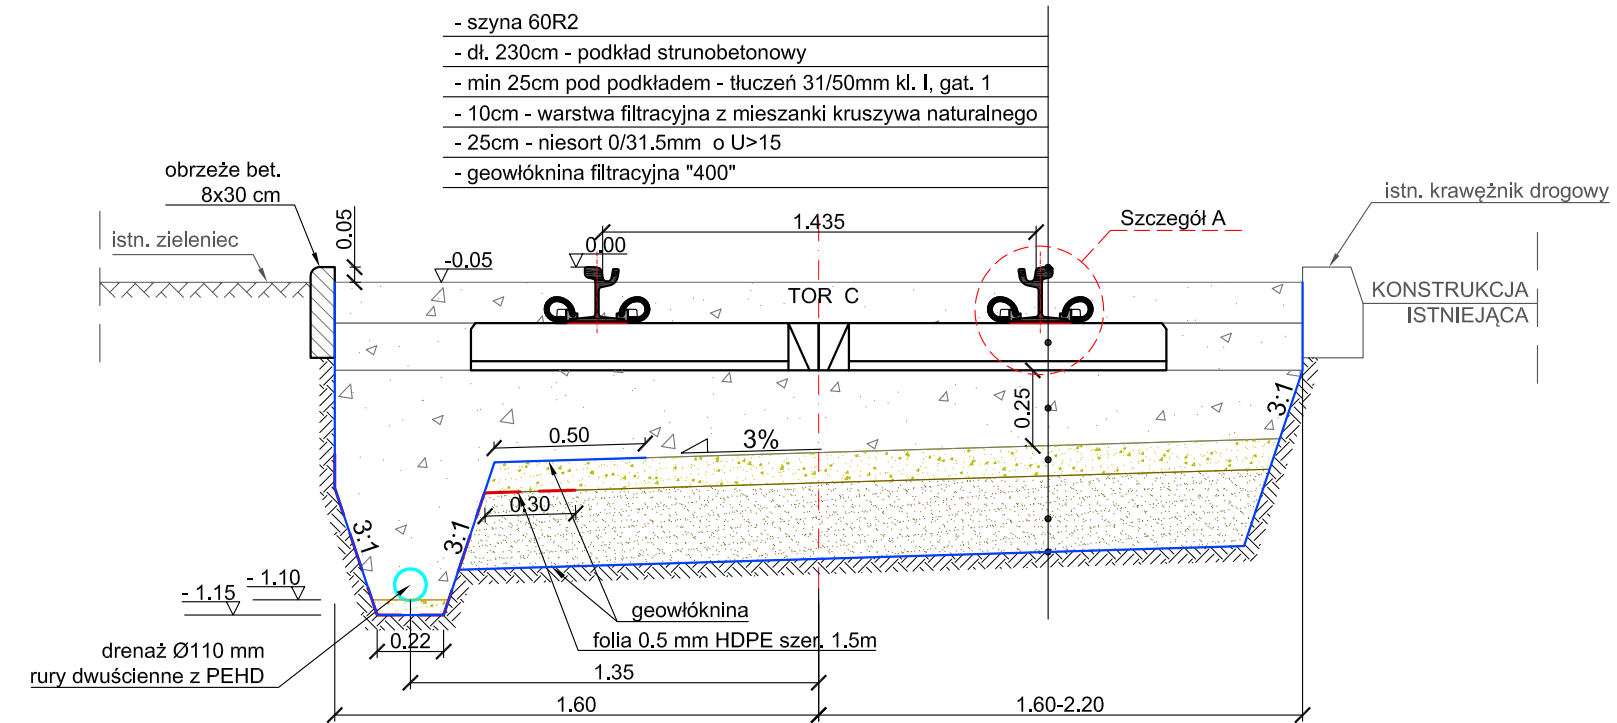 - szyna 60R2
- dł. 230cm - podkład strunobetonowy
- min 25cm pod podkładem - tłuczeń 31/50mm kl. I, gat. 1
- 10cm - warstwa filtracyjna z mieszanki kruszywa naturalnego
- 25cm - niesort 0/31.5mm o U>15
- geowłóknina filtracyjna "400"
obrzeże bet.
8x30 cm
istn. krawężnik drogowy
0.05
1.435
Szczegół A
istn. zieleniec
0.00
-0.05
TOR C
KONSTRUKCJA
ISTNIEJĄCA
0.25
3:1
0.50
3%
0.30
3:1
3:1
- 1.10
- 1.15
geowłóknina
folia 0.5 mm HDPE szer. 1.5m
0.22
drenaż Ø110 mm
rury dwuścienne z PEHD
1.35
1.60
1.60-2.20